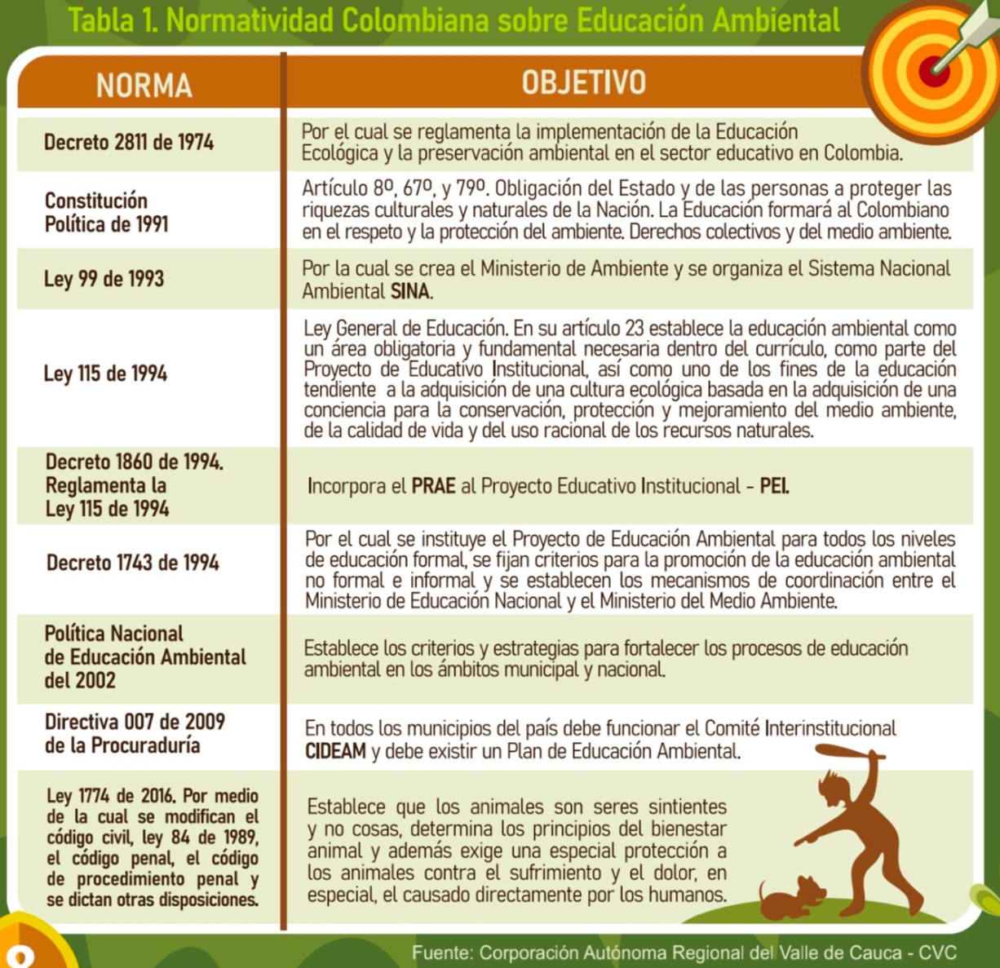 Tabla 1. Normatividad Colombiana sobre Educación Ambiental
NORMA
OBJETIVO
Decreto 2811 de 1974
Por el cual se reglamenta la implementación de la Educación
Ecológica y la preservación ambiental en el sector educativo en Colombia.
Constitución
Política de 1991
Artículo 8º, 67º, y 79º. Obligación del Estado y de las personas a proteger las
riquezas culturales y naturales de la Nación. La Educación formará al Colombiano
en el respeto y la protección del ambiente. Derechos colectivos y del medio ambiente.
Ley 99 de 1993
Por la cual se crea el Ministerio de Ambiente y se organiza el Sistema Nacional
Ambiental SINA.
Ley 115 de 1994
Ley General de Educación. En su artículo 23 establece la educación ambiental como
un área obligatoria y fundamental necesaria dentro del currículo, como parte del
Proyecto de Educativo Institucional, así como uno de los fines de la educación
tendiente a la adquisición de una cultura ecológica basada en la adquisición de una
conciencia para la conservación, protección y mejoramiento del medio ambiente,
de la calidad de vida y del uso racional de los recursos naturales.
Decreto 1860 de 1994.
Reglamenta la
Ley 115 de 1994
Incorpora el PRAE al Proyecto Educativo Institucional - PEI.
Decreto 1743 de 1994
Por el cual se instituye el Proyecto de Educación Ambiental para todos los niveles
de educación formal, se fijan criterios para la promoción de la educación ambiental
no formal e informal y se establecen los mecanismos de coordinación entre el
Ministerio de Educación Nacional y el Ministerio del Medio Ambiente.
Política Nacional
de Educación Ambiental
del 2002
Establece los criterios y estrategias para fortalecer los procesos de educación
ambiental en los ámbitos municipal y nacional.
Directiva 007 de 2009
de la Procuraduría
En todos los municipios del país debe funcionar el Comité Interinstitucional
CIDEAM y debe existir un Plan de Educación Ambiental.
Ley 1774 de 2016. Por medio
de la cual se modifican el
código civil, ley 84 de 1989,
el código penal, el código
de procedimiento penal y
se dictan otras disposiciones.
Establece que los animales son seres sintientes
y no cosas, determina los principios del bienestar
animal y además exige una especial protección a
los animales contra el sufrimiento y el dolor, en
especial, el causado directamente por los humanos.
Fuente: Corporación Autónoma Regional del Valle de Cauca - CVC